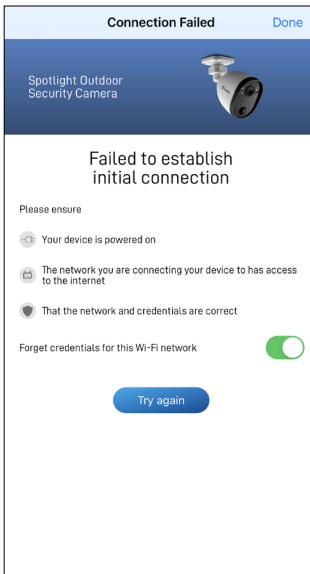 Connection Failed
Done
Spotlight Outdoor
Security Camera
Failed to establish
initial connection
Please ensure
Your device is powered on
The network you are connecting your device to has access
to the internet
That the network and credentials are correct
Forget credentials for this Wi-Fi network
Try again